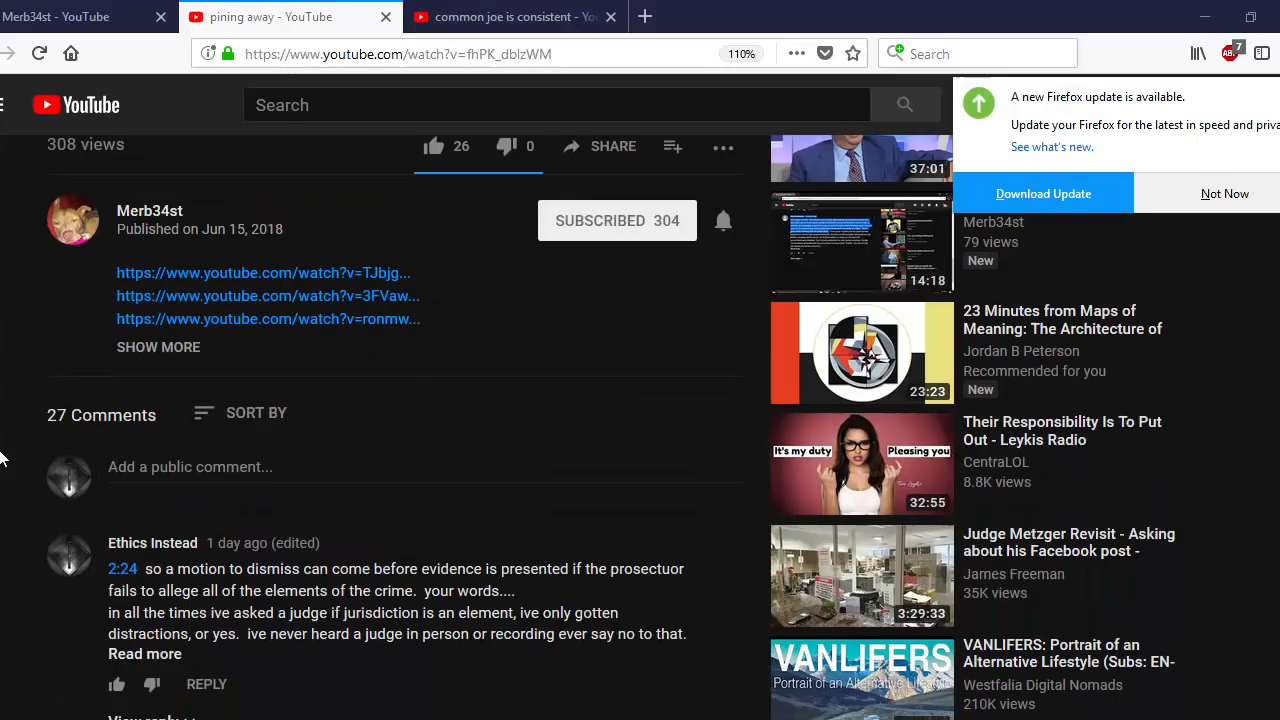 Merb34st - YouTube
pining away - YouTube
common joe is consistent - You
https://www.youtube.com/watch?v=fhPK_dbIzWM
110%
Search
7
YouTube
Search
A new Firefox update is available.
Update your Firefox for the latest in speed and priva
See what's new.
Download Update
Not Now
308 views
26
0
SHARE
Merb34st
Published on Jun 15, 2018
SUBSCRIBED 304
https://www.youtube.com/watch?v=TJbjg...
https://www.youtube.com/watch?v=3FVaw...
https://www.youtube.com/watch?v=ronmw...
SHOW MORE
27 Comments
SORT BY
Add a public comment...
Ethics Instead 1 day ago (edited)
2:24 so a motion to dismiss can come before evidence is presented if the prosectuor
fails to allege all of the elements of the crime. your words....
in all the times ive asked a judge if jurisdiction is an element, ive only gotten
distractions, or yes. ive never heard a judge in person or recording ever say no to that.
Read more
REPLY
37:01
Merb34st
79 views
New
14:18
23 Minutes from Maps of
Meaning: The Architecture of
Jordan B Peterson
Recommended for you
New
23:23
Their Responsibility Is To Put
Out - Leykis Radio
CentraLOL
8.8K views
It's my duty
Pleasing you
32:55
Judge Metzger Revisit - Asking
about his Facebook post -
James Freeman
35K views
3:29:33
VANLIFERS: Portrait of an
Alternative Lifestyle (Subs: EN-
Westfalia Digital Nomads
210K views
VANLIFERS
Portrait of an Alternative Lifestyle